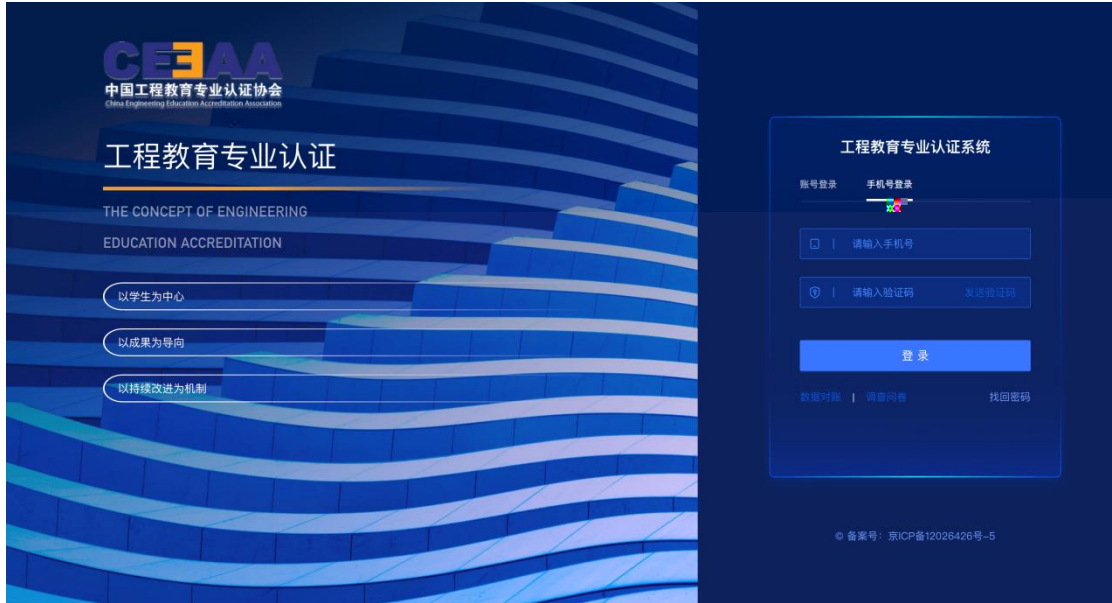 CEEAA
中国工程教育专业认证协会
China Engineering Education Accreditation Association
工程教育专业认证
THE CONCEPT OF ENGINEERING
EDUCATION ACCREDITATION
以学生为中心
以成果为导向
以持续改进为机制
工程教育专业认证系统
账号登录 手机号登录
请输入手机号
请输入验证码 发送验证码
登录
数据对账 | 调查问卷 找回密码
© 备案号：京ICP备12026426号-5